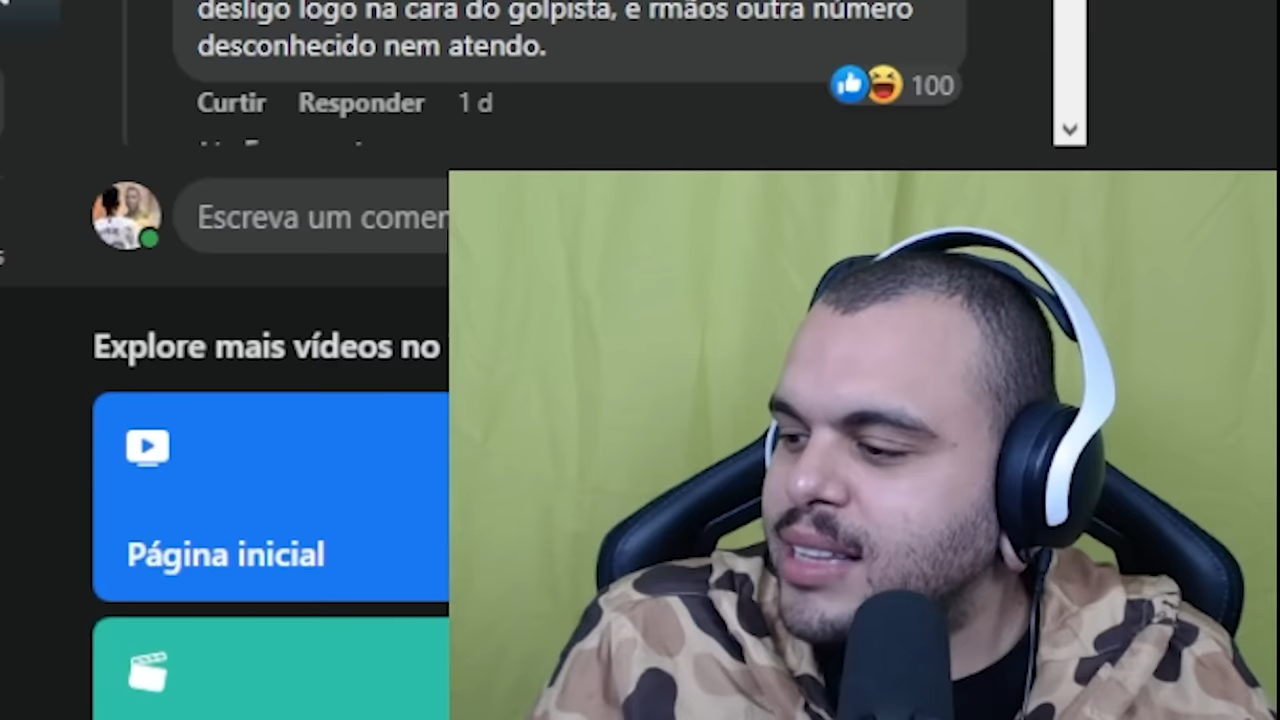 desligo logo na cara do golpista, e rmãos outra número
desconhecido nem atendo.
Curtir Responder 1 d
100
Escreva um comen
Explore mais vídeos no
Página inicial